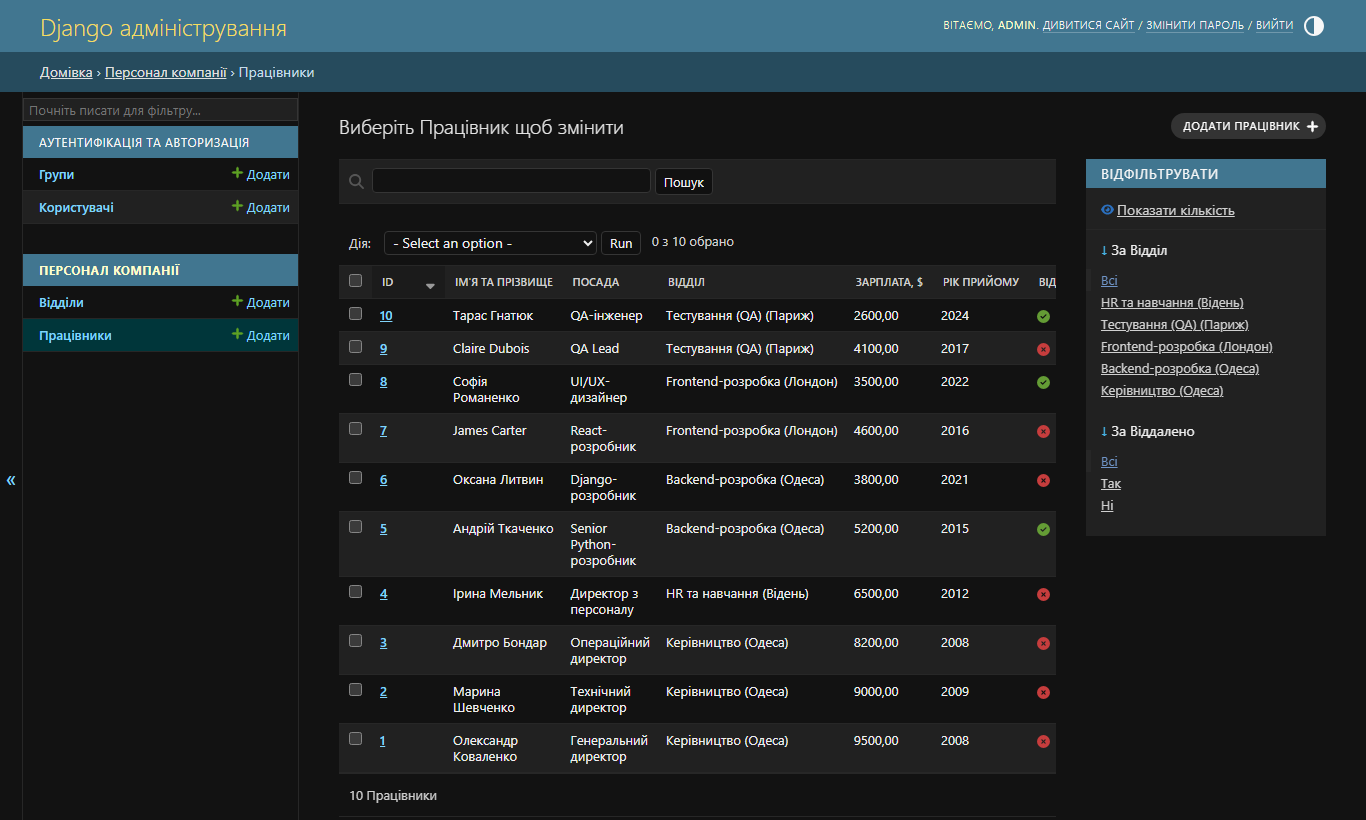 Django адміністрування
ВІТАЄМО, ADMIN. ДИВИТИСЯ САЙТ / ЗМІНИТИ ПАРОЛЬ / ВИЙТИ
Домівка › Персонал компанії › Працівники
Почніть писати для фільтру...
АУТЕНТИФІКАЦІЯ ТА АВТОРИЗАЦІЯ
Групи + Додати
Користувачі + Додати
ПЕРСОНАЛ КОМПАНІЇ
Відділи + Додати
Працівники + Додати
«
Виберіть Працівник щоб змінити
ДОДАТИ ПРАЦІВНИК +
Пошук
Дія: - Select an option - Run 0 з 10 обрано
ID ІМ'Я ТА ПРІЗВИЩЕ ПОСАДА ВІДДІЛ ЗАРПЛАТА, $ РІК ПРИЙОМУ ВІД
10 Тарас Гнатюк QA-інженер Тестування (QA) (Париж) 2600,00 2024
9 Claire Dubois QA Lead Тестування (QA) (Париж) 4100,00 2017
8 Софія UI/UX- Frontend-розробка (Лондон) 3500,00 2022
Романенко дизайнер
7 James Carter React- Frontend-розробка (Лондон) 4600,00 2016
розробник
6 Оксана Литвин Django- Backend-розробка (Одеса) 3800,00 2021
розробник
5 Андрій Ткаченко Senior Backend-розробка (Одеса) 5200,00 2015
Python-
розробник
4 Ірина Мельник Директор з HR та навчання (Відень) 6500,00 2012
персоналу
3 Дмитро Бондар Операційний Керівництво (Одеса) 8200,00 2008
директор
2 Марина Технічний Керівництво (Одеса) 9000,00 2009
Шевченко директор
1 Олександр Генеральний Керівництво (Одеса) 9500,00 2008
Коваленко директор
10 Працівники
ВІДФІЛЬТРУВАТИ
Показати кількість
↓ За Відділ
Всі
HR та навчання (Відень)
Тестування (QA) (Париж)
Frontend-розробка (Лондон)
Backend-розробка (Одеса)
Керівництво (Одеса)
↓ За Віддалено
Всі
Так
Ні